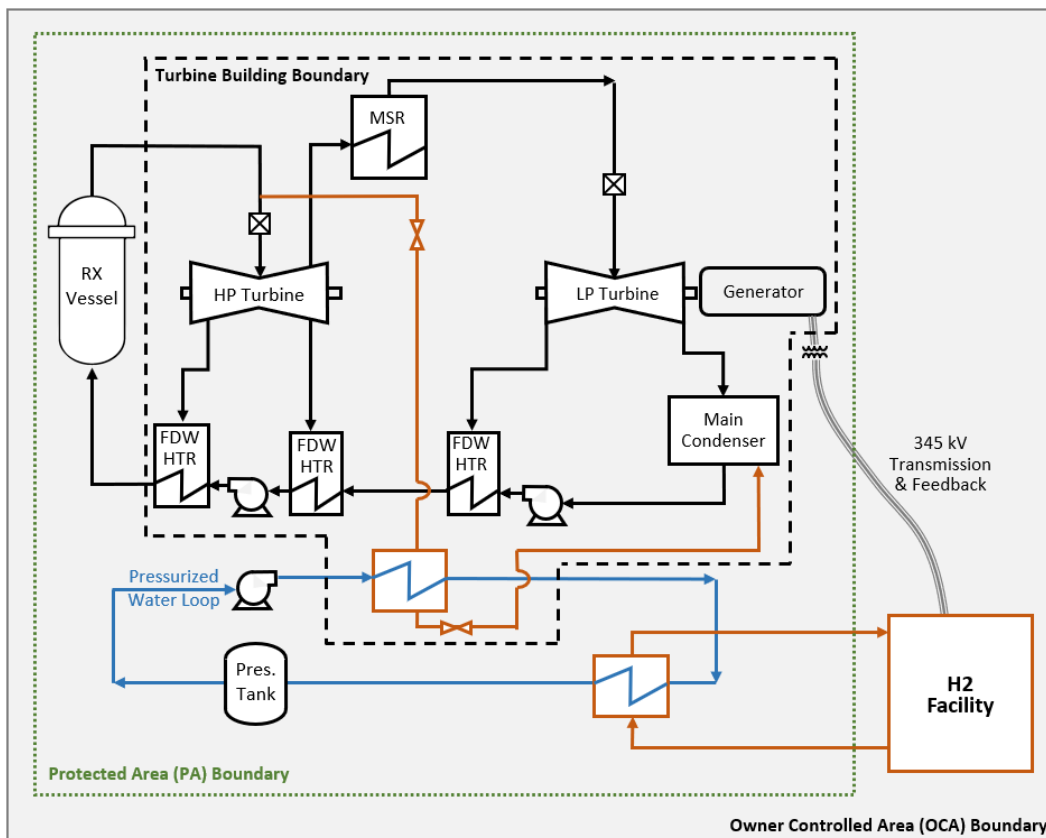 Turbine Building Boundary
MSR
RX
Vessel
HP Turbine
LP Turbine
Generator
FDW
HTR
FDW
HTR
FDW
HTR
Main
Condenser
345 kV
Transmission
& Feedback
Pressurized
Water Loop
Pres.
Tank
H2
Facility
Protected Area (PA) Boundary
Owner Controlled Area (OCA) Boundary